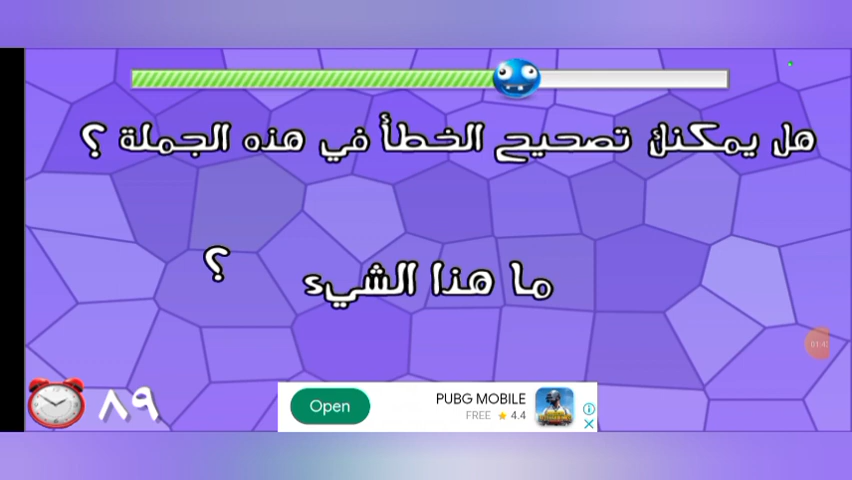 هل يمكنك تصحيح الخطأ في هذه الجملة ؟
ما هذا الشيء ؟
٨٩
Open
PUBG MOBILE
FREE ★ 4.4